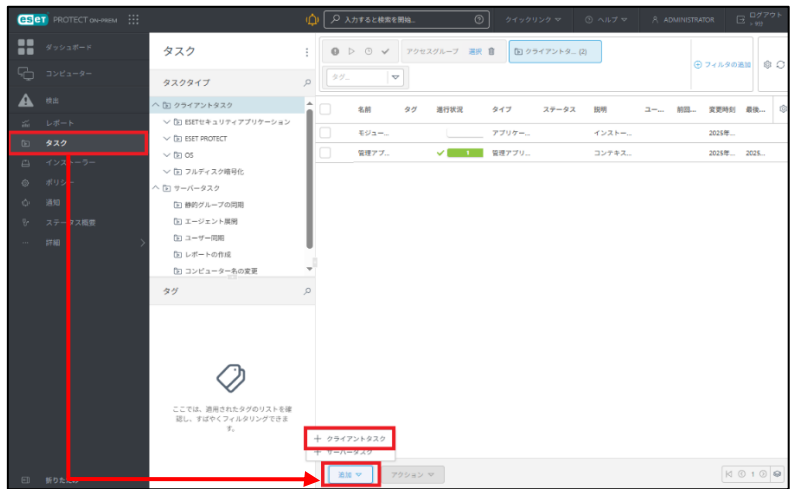 eset PROTECT ON-PREM
入力すると検索を開始...
クイックリンク
ヘルプ
ADMINISTRATOR
ログアウト
ダッシュボード
コンピューター
検出
レポート
タスク
インストーラー
ポリシー
通知
ステータス概要
詳細
タスク
タスクタイプ
クライアントタスク
ESETセキュリティアプリケーション
ESET PROTECT
OS
フルディスク暗号化
サーバータスク
静的グループの同期
エージェント展開
ユーザー同期
レポートの作成
コンピューター名の変更
タグ
ここでは、適用されたタグのリストを確
認し、すばやくフィルタリングできま
す。
アクセスグループ 選択
クライアントタ... (2)
フィルタの追加
タグ...
名前 タグ 進行状況 タイプ ステータス 説明 ユー... 前回... 変更時刻 最後...
モジュー... アプリケー... インストー... 2025年...
管理アプ... 1 管理アプリ... コンテキス... 2025年... 2025...
クライアントタスク
サーバータスク
追加
アクション
1